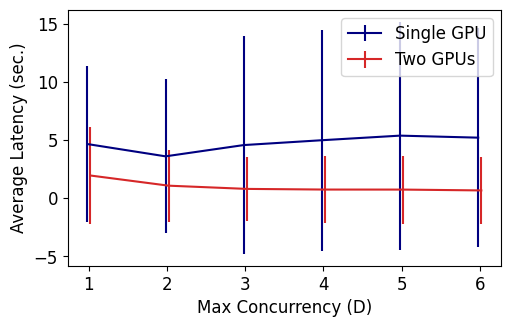 15
10
5
0
−5
Average Latency (sec.)
Single GPU
Two GPUs
1 2 3 4 5 6
Max Concurrency (D)